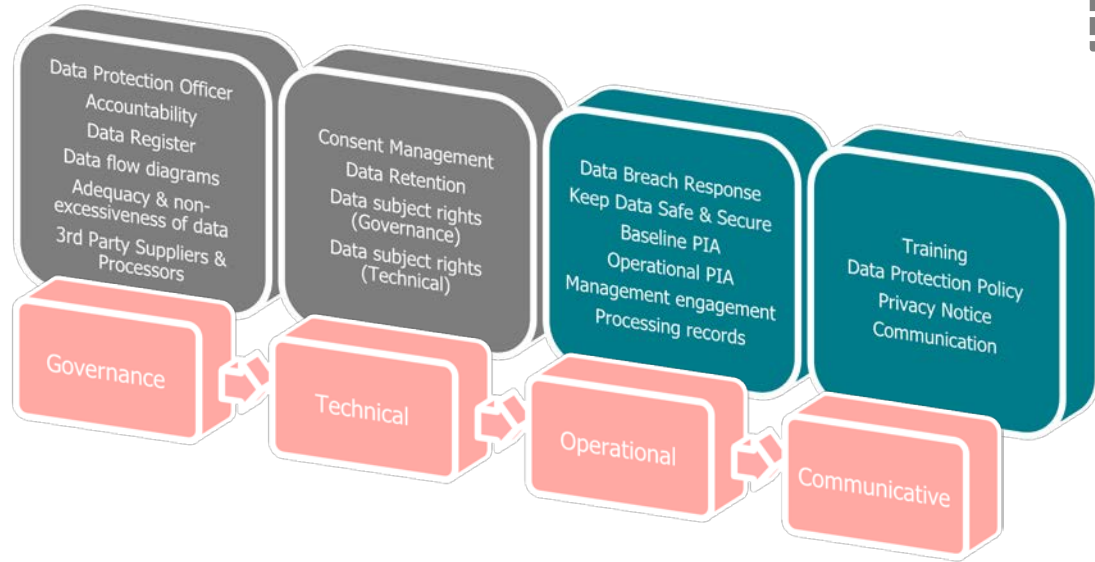 Data Protection Officer
Accountability
Data Register
Data flow diagrams
Adequacy & non-
excessiveness of data
3rd Party Suppliers &
Processors
Governance
Consent Management
Data Retention
Data subject rights
(Governance)
Data subject rights
(Technical)
Technical
Data Breach Response
Keep Data Safe & Secure
Baseline PIA
Operational PIA
Management engagement
Processing records
Operational
Training
Data Protection Policy
Privacy Notice
Communication
Communicative